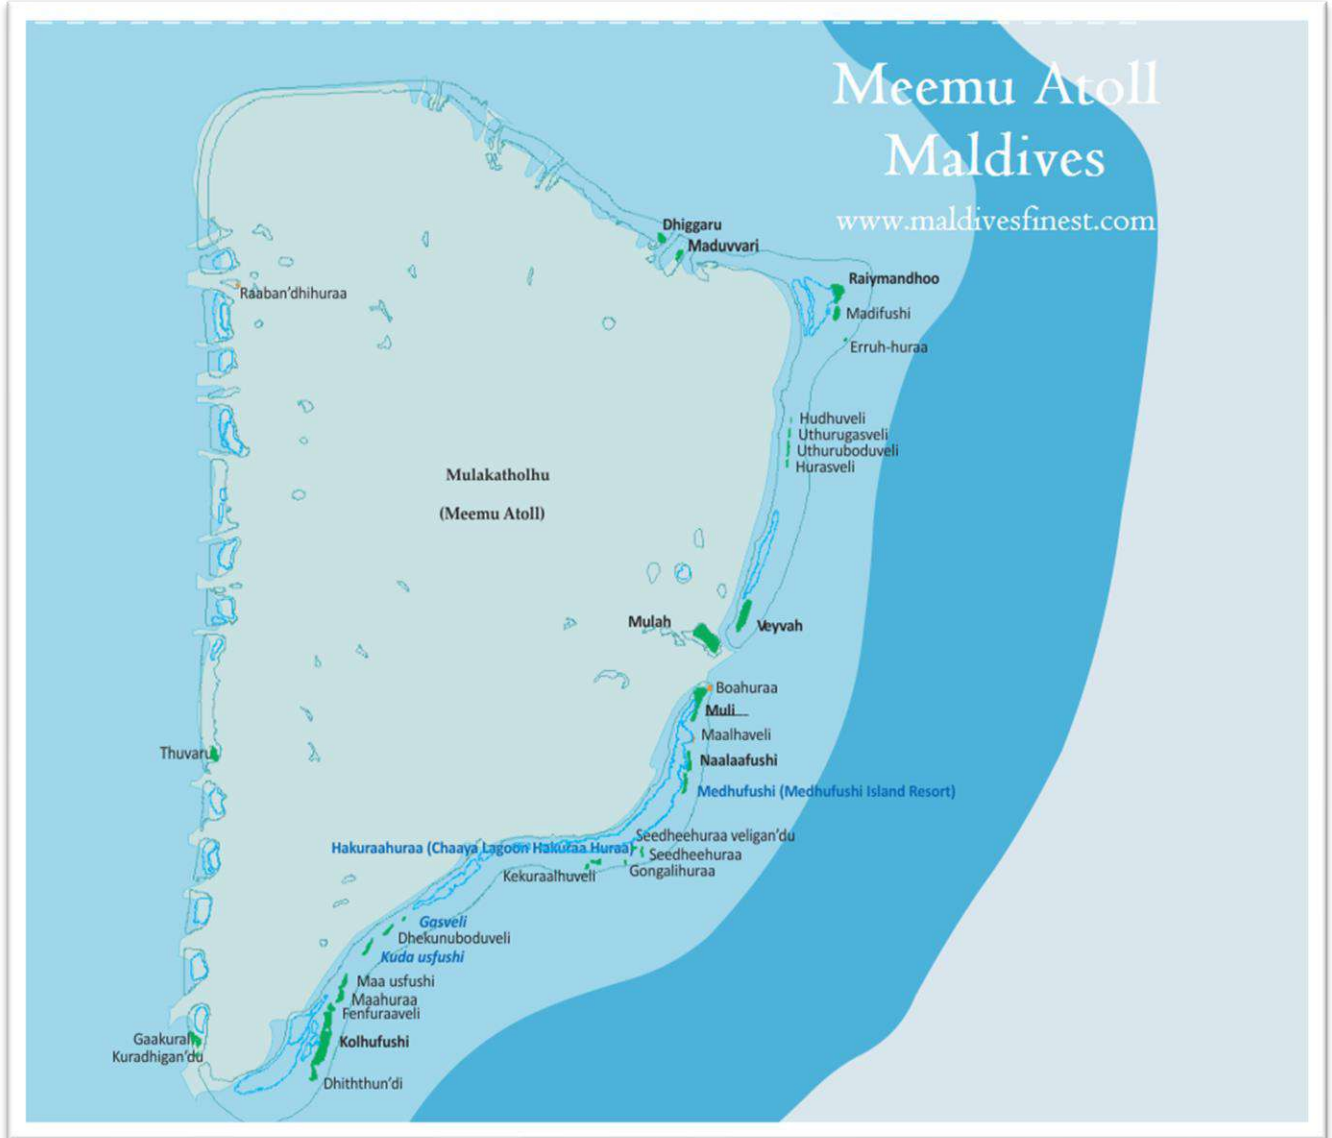 Meemu Atoll
Maldives
www.maldivesfinest.com
Dhiggaru
Maduvvari
Raiymandhoo
Raaban'dhihuraa
Madifushi
Erruh-huraa
Hudhuveli
Uthurugasveli
Uthuruboduveli
Hurasveli
Mulakatholhu
(Meemu Atoll)
Mulah
Veyvah
Boahuraa
Muli
Maalhaveli
Thuvaru
Naalaafushi
Medhufushi (Medhufushi Island Resort)
Seedheehuraa veligan'du
Hakuraahuraa (Chaaya Lagoon Hakuraa Huraa)
Seedheehuraa
Gongalihuraa
Kekuraalhuveli
Gasveli
Dhekunuboduveli
Kuda usfushi
Maa usfushi
Maahuraa
Fenfuraaveli
Gaakurali
Kolhufushi
Kuradhigan'du
Dhiththun'di